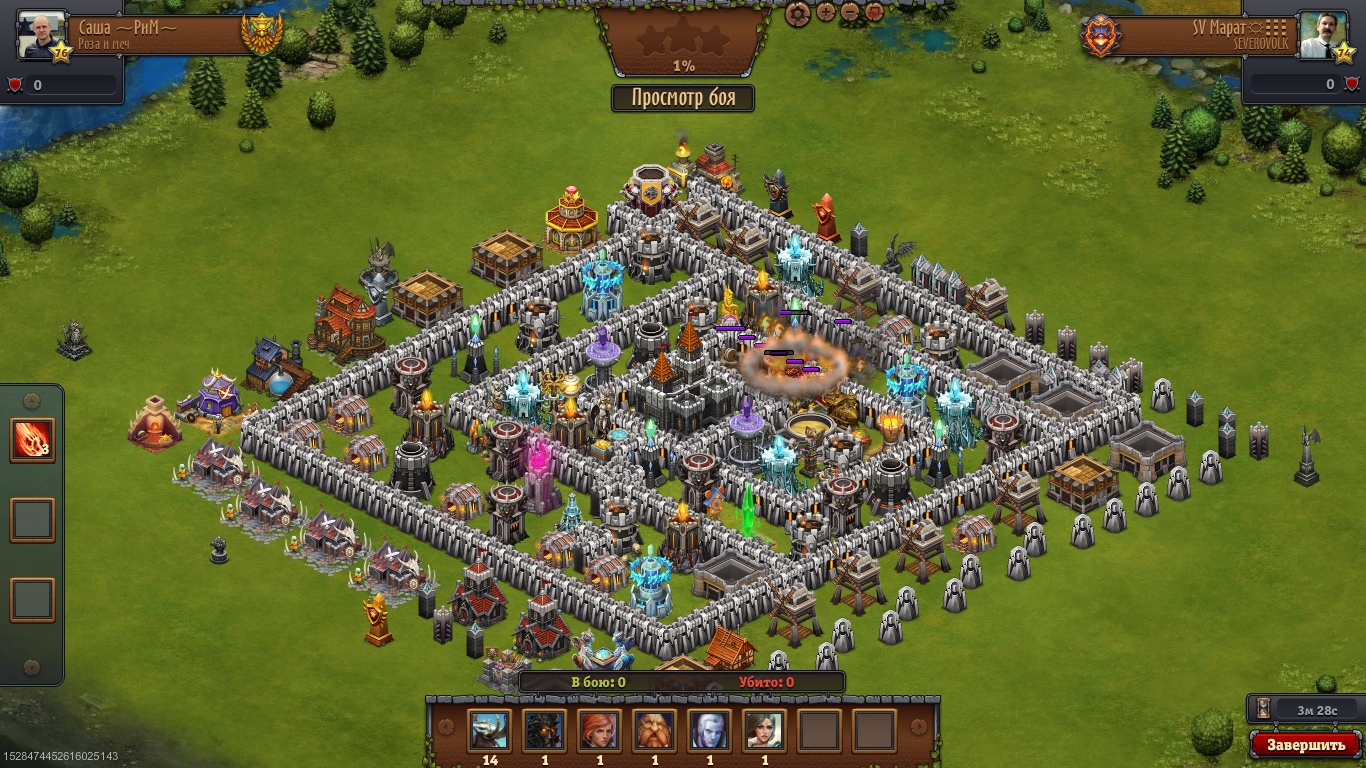 Саша ~РиМ~
Роза и меч
76
0
1%
Просмотр боя
SV Марат
SEVEROVOLK
74
0
3
В бою: 0
Убито: 0
14 1 1 1 1 1
3м 28с
Завершить
1528474452616025143